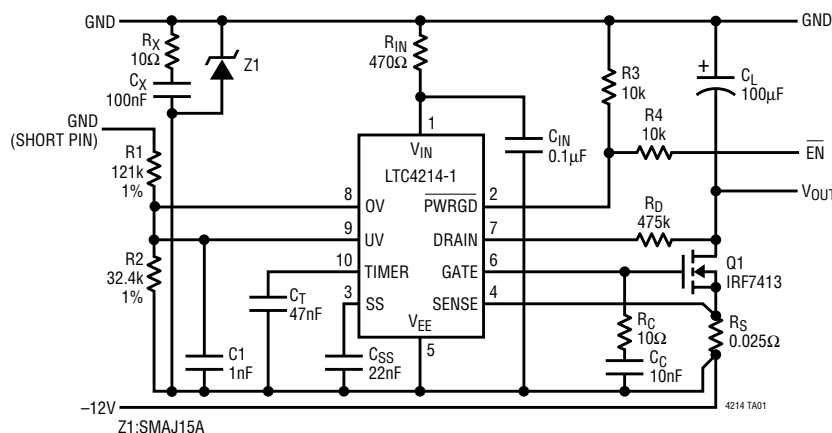 GND
GND
RX
10Ω
Z1
CX
100nF
RIN
470Ω
R3
10k
+
CL
100µF
GND
(SHORT PIN)
R1
121k
1%
1
VIN
CIN
0.1µF
R4
10k
EN
LTC4214-1
8
OV
PWRGD
2
VOUT
9
UV
DRAIN
7
RD
475k
R2
32.4k
1%
10
TIMER
GATE
6
Q1
IRF7413
CT
47nF
3
SS
SENSE
4
VEE
5
RC
10Ω
RS
0.025Ω
C1
1nF
CSS
22nF
CC
10nF
–12V
4214 TA01
Z1:SMAJ15A